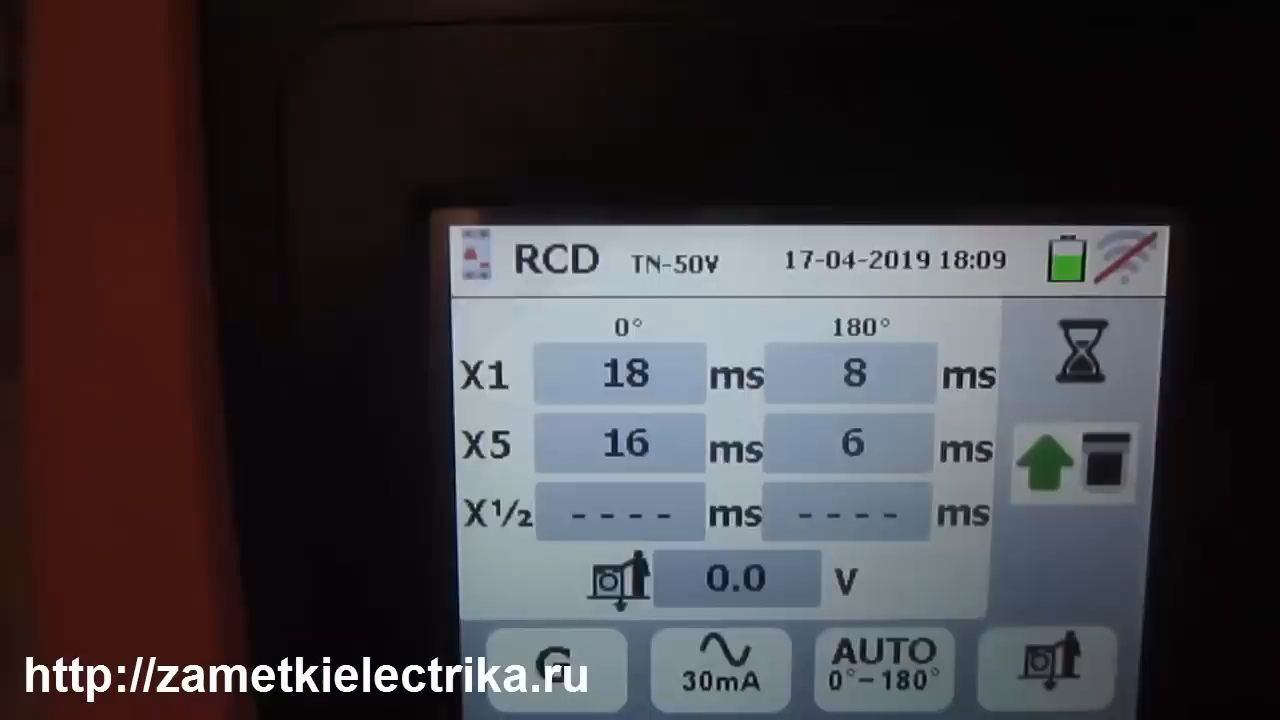 RCD TN-50V 17-04-2019 18:09
0° 180°
X1 18 ms 8 ms
X5 16 ms 6 ms
X½ ---- ms ---- ms
0.0 V
G 30mA AUTO 0°-180°
http://zametkielectrika.ru